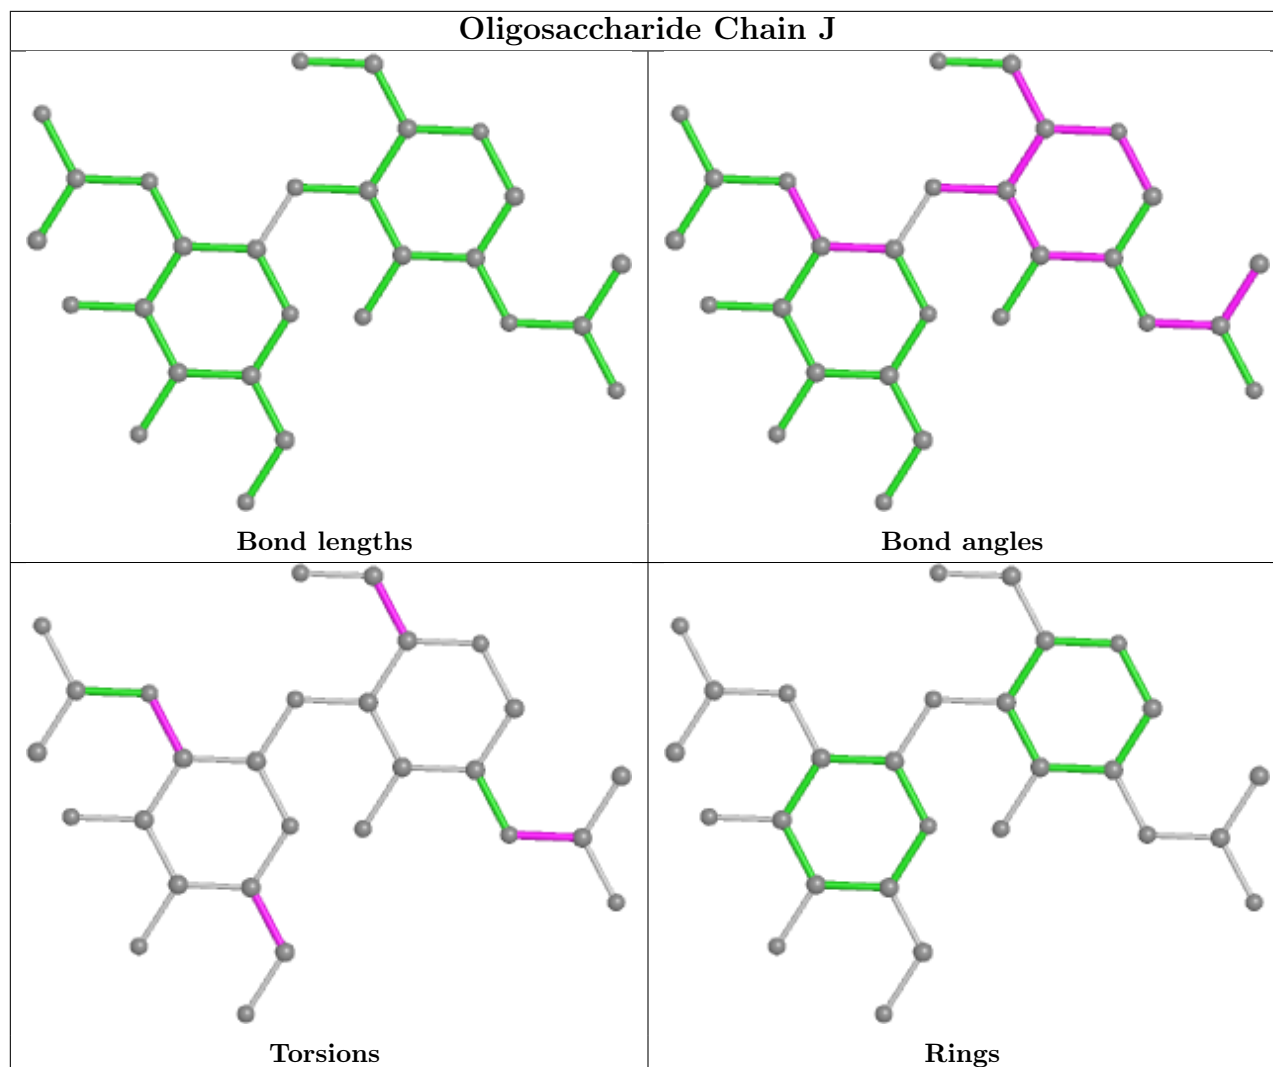 Oligosaccharide Chain J
Bond lengths
Bond angles
Torsions
Rings